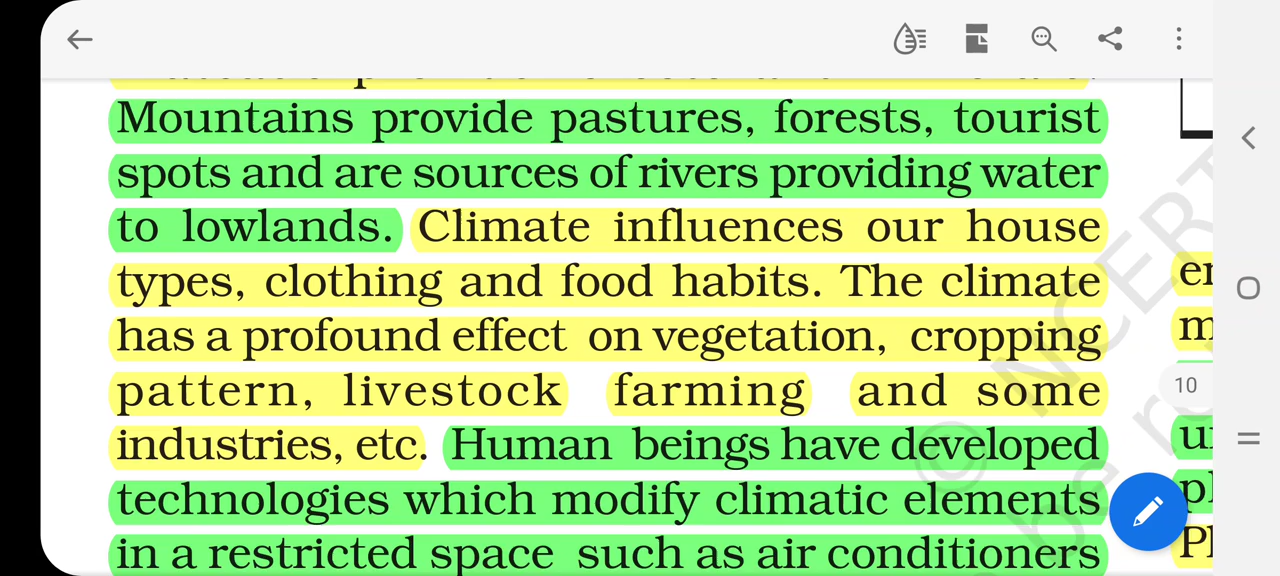 Mountains provide pastures, forests, tourist
spots and are sources of rivers providing water
to lowlands. Climate influences our house
types, clothing and food habits. The climate
has a profound effect on vegetation, cropping
pattern, livestock farming and some
industries, etc. Human beings have developed
technologies which modify climatic elements
in a restricted space such as air conditioners
10
© NCERT